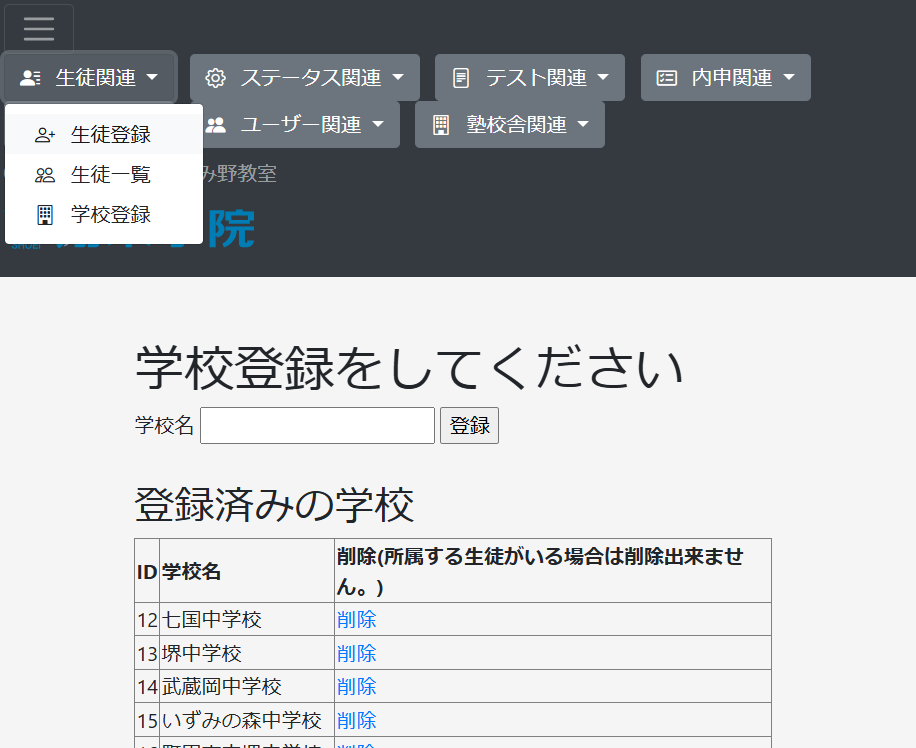 生徒関連 ステータス関連 テスト関連 内申関連
ユーザー関連 塾校舎関連
生徒登録
生徒一覧
学校登録
み野教室
院
学校登録をしてください
学校名 登録
登録済みの学校
ID 学校名 削除(所属する生徒がいる場合は削除出来ません。)
12 七国中学校 削除
13 堺中学校 削除
14 武蔵岡中学校 削除
15 いずみの森中学校 削除